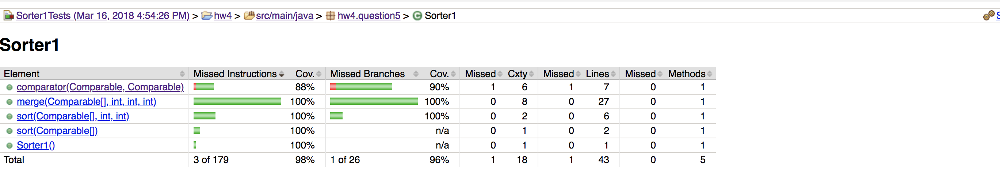 Sorter1Tests (Mar 16, 2018 4:54:26 PM) > hw4 > src/main/java > hw4.question5 > Sorter1 S
Sorter1
Element Missed Instructions Cov. Missed Branches Cov. Missed Cxty Missed Lines Missed Methods
comparator(Comparable, Comparable) 88% 90% 1 6 1 7 0 1
merge(Comparable[], int, int, int) 100% 100% 0 8 0 27 0 1
sort(Comparable[], int, int) 100% 100% 0 2 0 6 0 1
sort(Comparable[]) 100% n/a 0 1 0 2 0 1
Sorter1() 100% n/a 0 1 0 1 0 1
Total 3 of 179 98% 1 of 26 96% 1 18 1 43 0 5